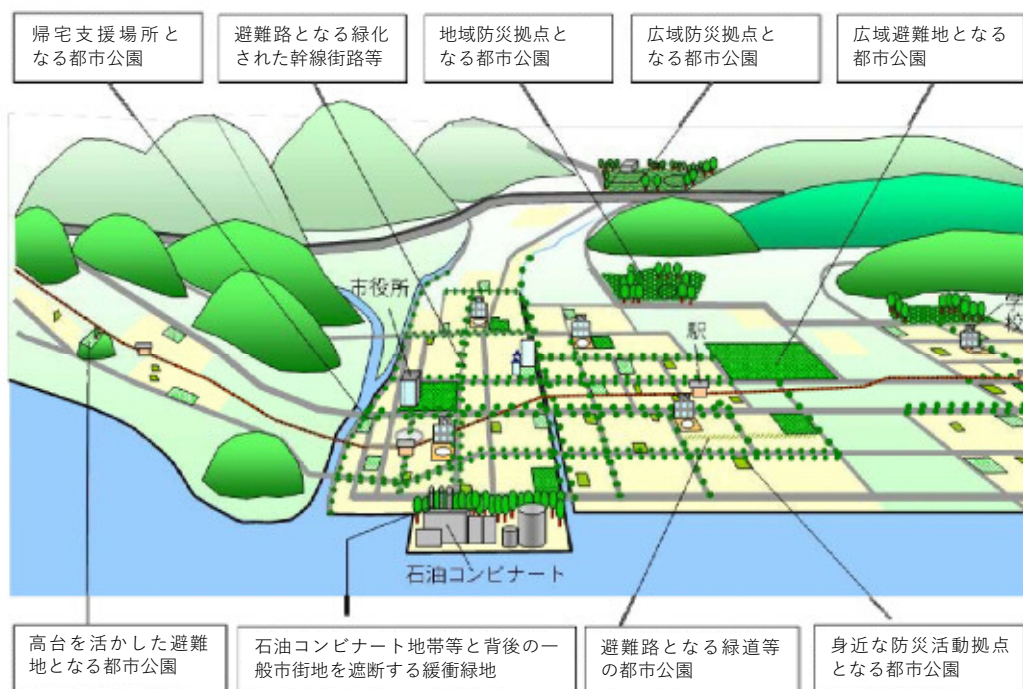 帰宅支援場所と
なる都市公園
避難路となる緑化
された幹線街路等
地域防災拠点と
なる都市公園
広域防災拠点と
なる都市公園
広域避難地となる
都市公園
市役所
駅
学校
石油コンビナート
高台を活かした避難
地となる都市公園
石油コンビナート地帯等と背後の一
般市街地を遮断する緩衝緑地
避難路となる緑道等
の都市公園
身近な防災活動拠点
となる都市公園